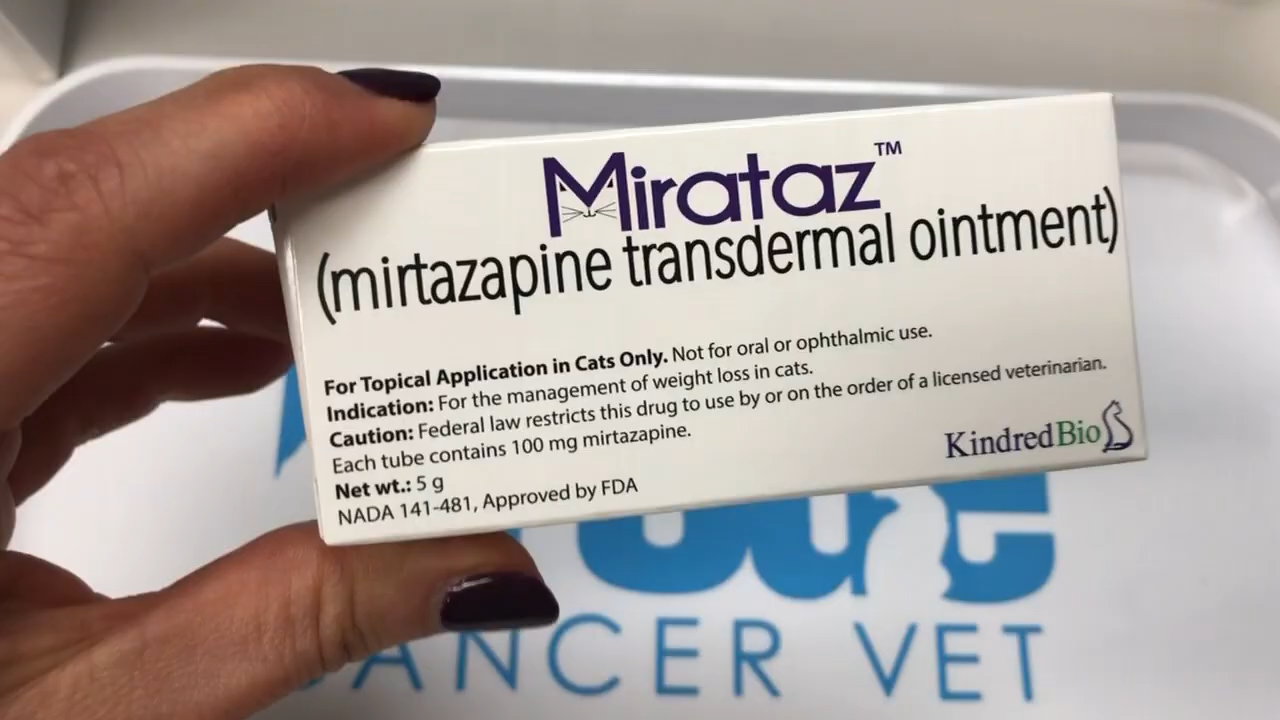 Mirataz™
(mirtazapine transdermal ointment)
For Topical Application in Cats Only. Not for oral or ophthalmic use.
Indication: For the management of weight loss in cats.
Caution: Federal law restricts this drug to use by or on the order of a licensed veterinarian.
Each tube contains 100 mg mirtazapine.
Net wt.: 5 g
NADA 141-481, Approved by FDA
KindredBio
ANCER VET